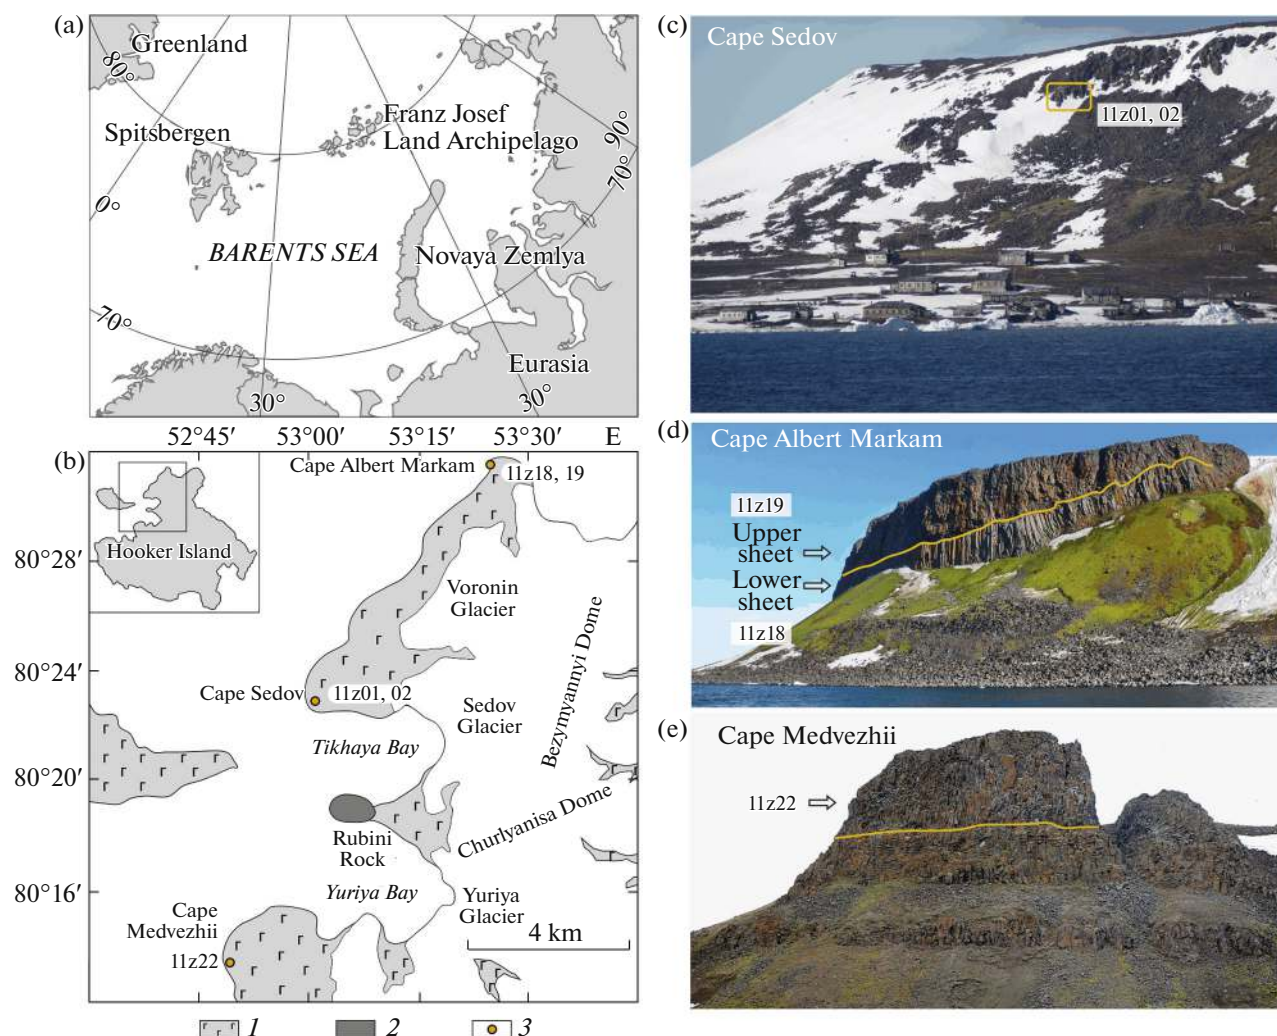 (a)
Greenland
80°
Spitsbergen
Franz Josef
Land Archipelago
90°
70°
0°
BARENTS SEA
Novaya Zemlya
70°
Eurasia
30°
30°
(b)
52°45′ 53°00′ 53°15′ 53°30′ E
Cape Albert Markam
11z18, 19
Hooker Island
80°28′
Voronin
Glacier
Bezymyannyi Dome
80°24′
Cape Sedov
11z01, 02
Sedov
Glacier
Tikhaya Bay
80°20′
Churlyanisa Dome
Rubini
Rock
80°16′
Yuriya Bay
Yuriya
Glacier
Cape
Medvezhii
11z22
4 km
1 2 3
(c)
Cape Sedov
11z01, 02
(d)
Cape Albert Markam
11z19
Upper
sheet
Lower
sheet
11z18
(e)
Cape Medvezhii
11z22